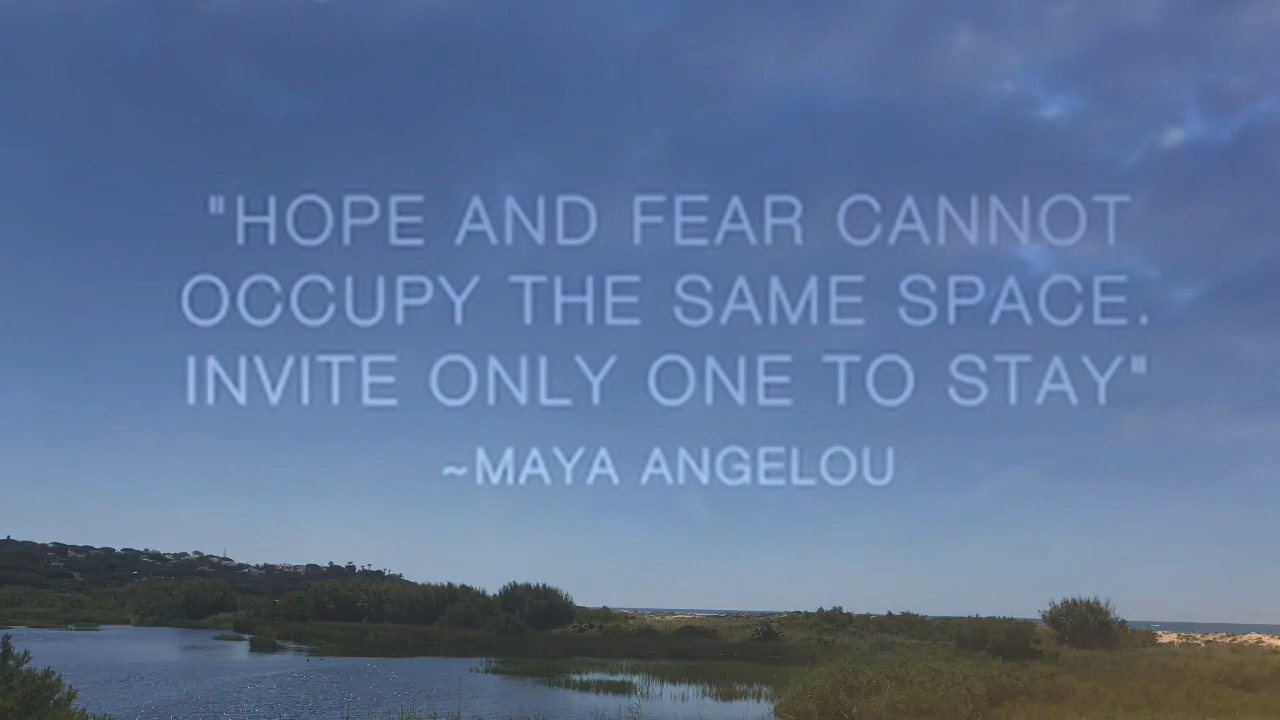 "HOPE AND FEAR CANNOT
OCCUPY THE SAME SPACE.
INVITE ONLY ONE TO STAY"
~MAYA ANGELOU